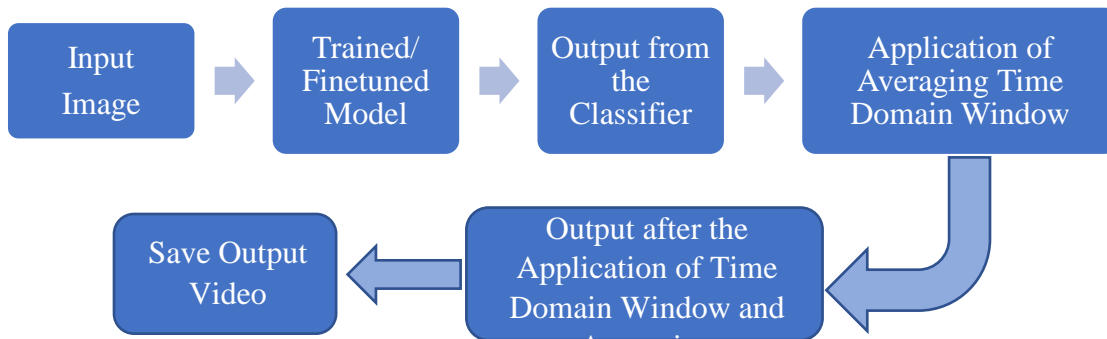 Input
Image
Trained/
Finetuned
Model
Output from
the
Classifier
Application of
Averaging Time
Domain Window
Output after the
Application of Time
Domain Window and
Save Output
Video